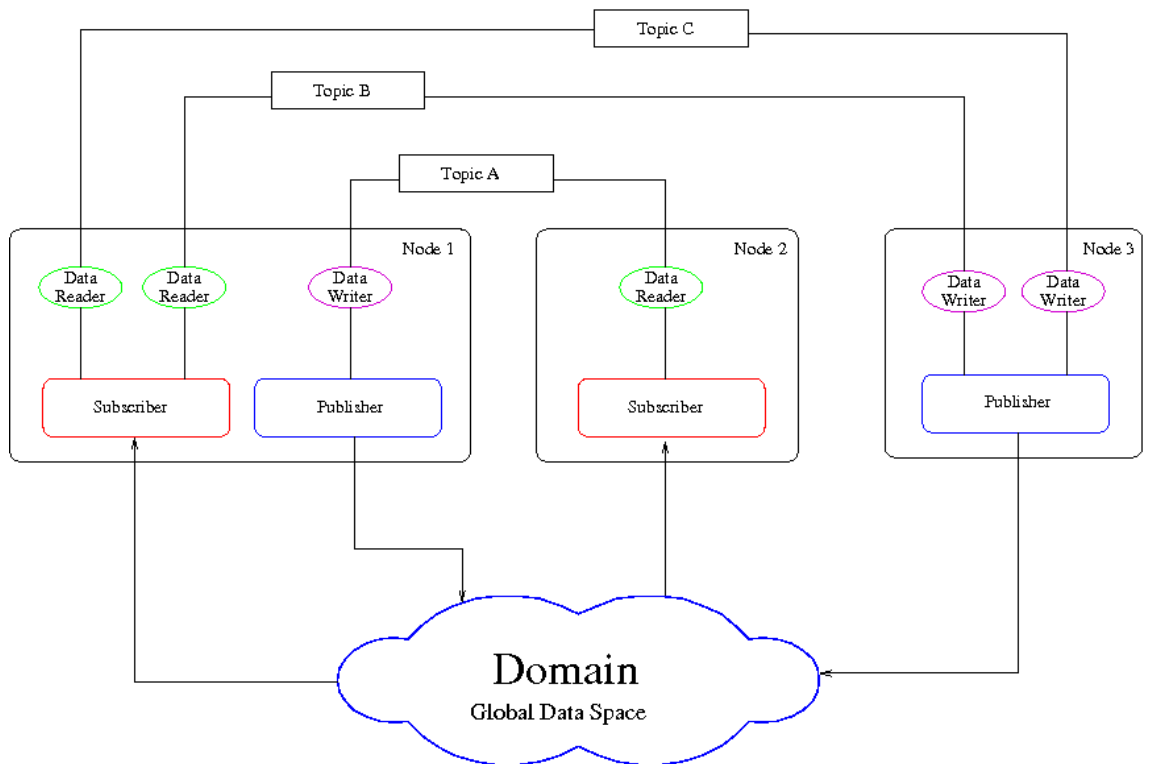 Topic C
Topic B
Topic A
Node 1
Node 2
Node 3
Data
Reader
Data
Reader
Data
Writer
Data
Reader
Data
Writer
Data
Writer
Subscriber
Publisher
Subscriber
Publisher
Domain
Global Data Space